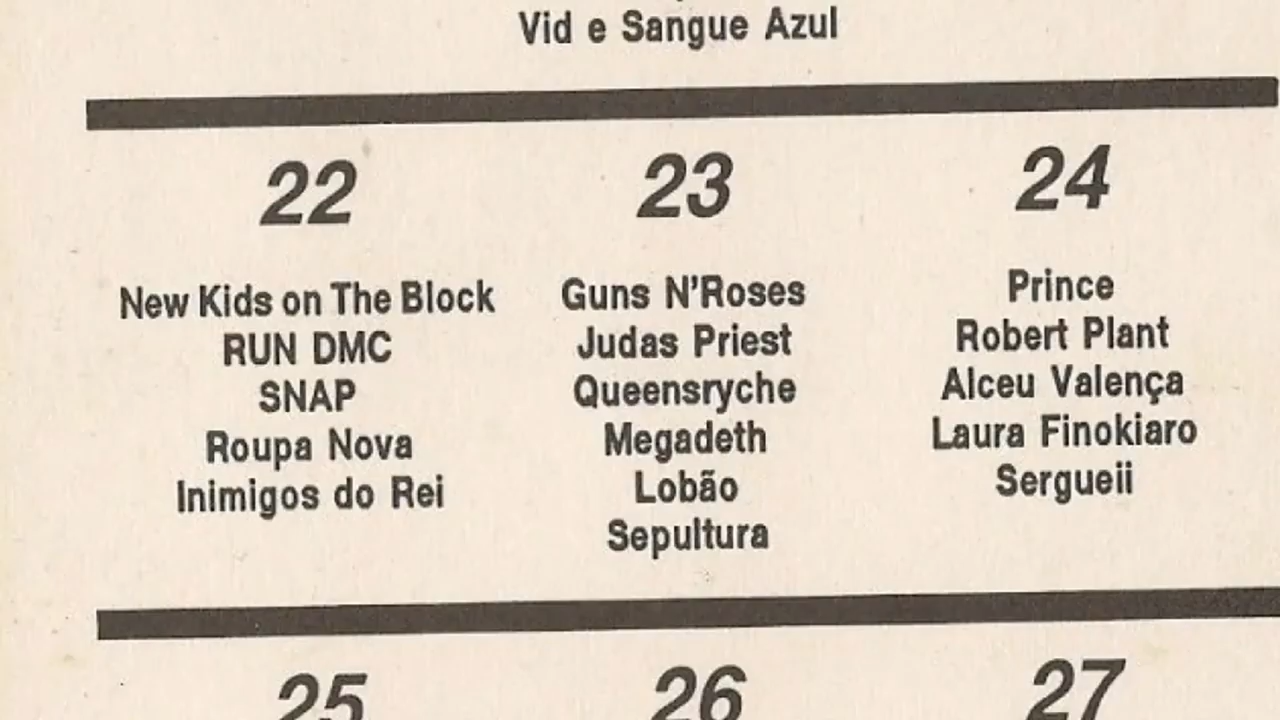 Vid e Sangue Azul
22
New Kids on The Block
RUN DMC
SNAP
Roupa Nova
Inimigos do Rei
23
Guns N'Roses
Judas Priest
Queensryche
Megadeth
Lobão
Sepultura
24
Prince
Robert Plant
Alceu Valença
Laura Finokiaro
Sergueii
25
26
27